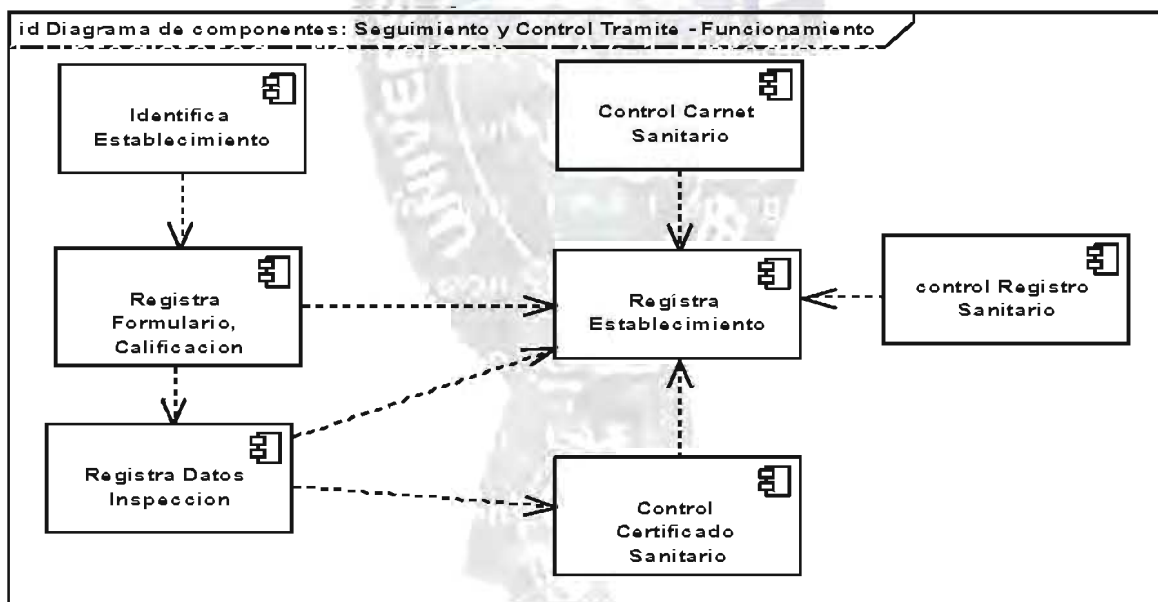 id Diagrama de componentes: Seguimiento y Control Tramite - Funcionamiento
Identifica
Establecimiento
Control Carnet
Sanitario
Registra
Formulario,
Calificacion
Registra
Establecimiento
control Registro
Sanitario
Registra Datos
Inspeccion
Control
Certificado
Sanitario